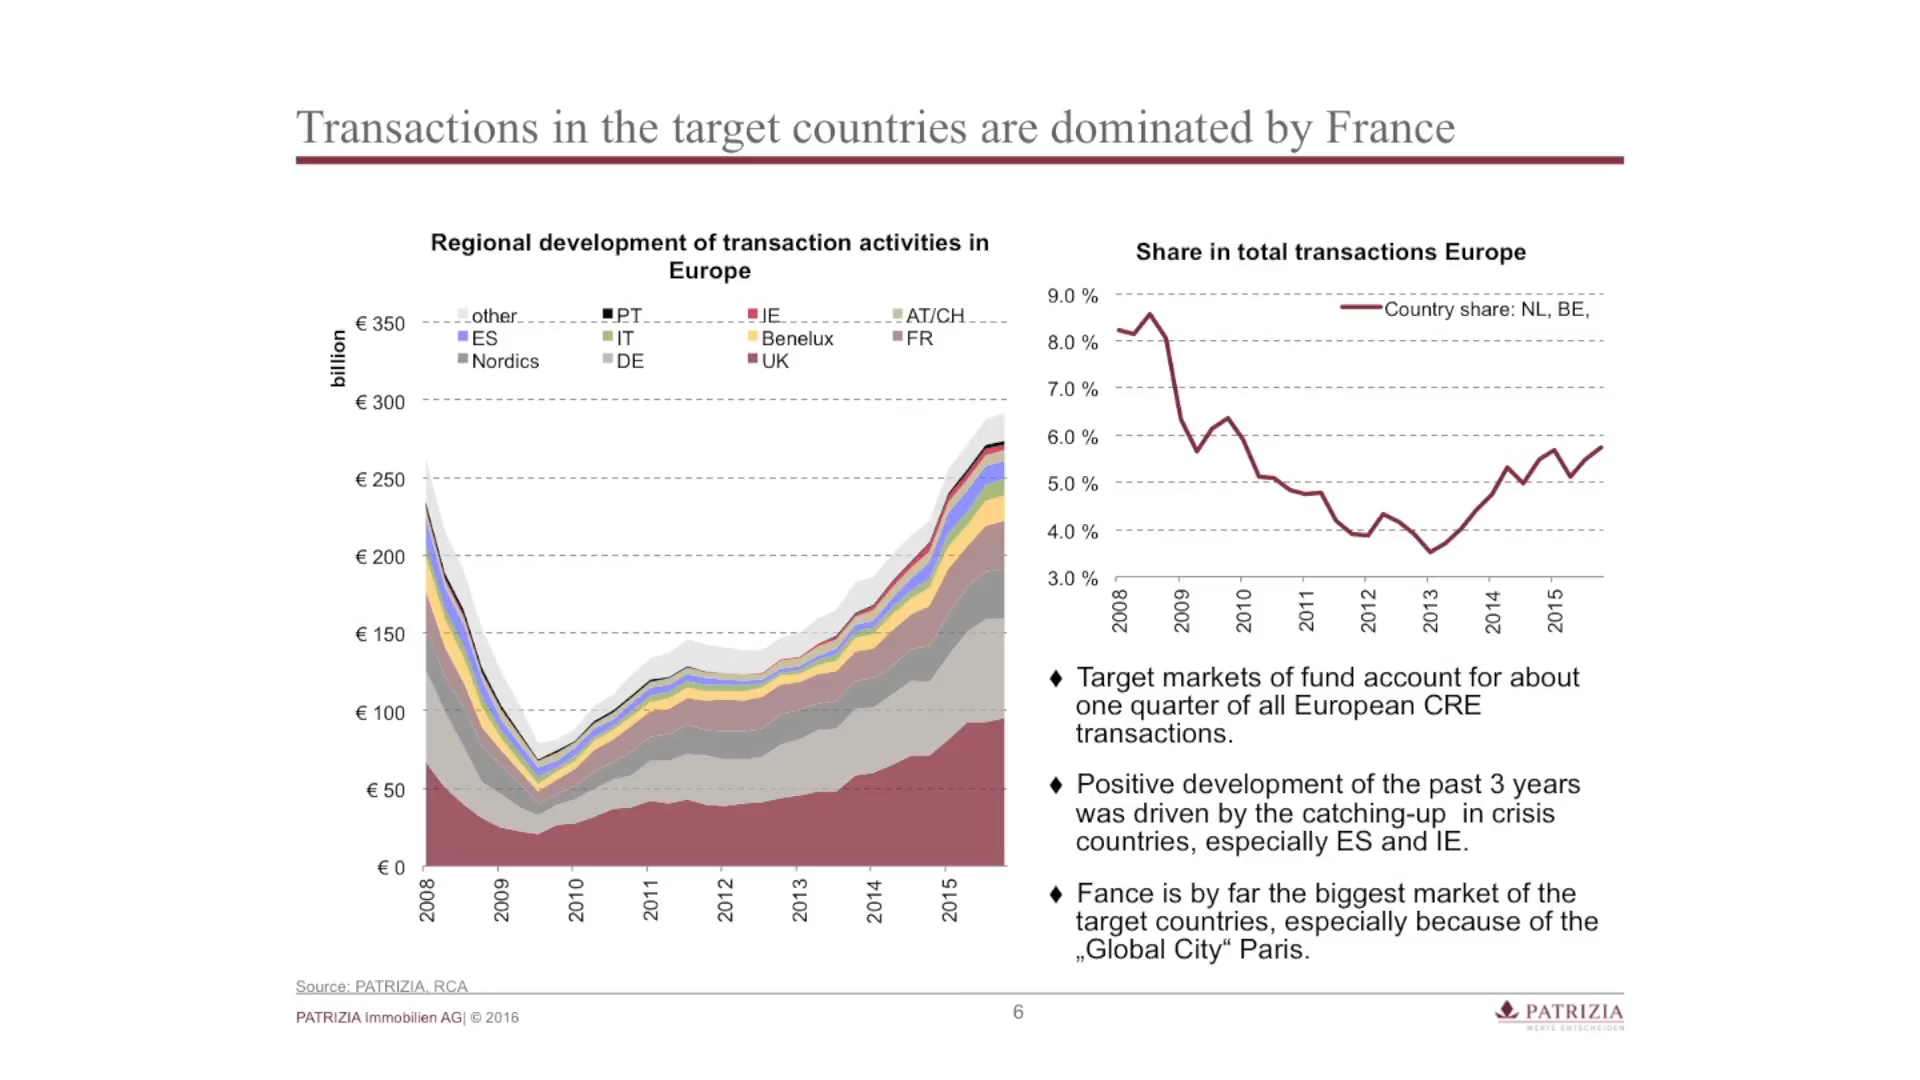 Transactions in the target countries are dominated by France
Regional development of transaction activities in
Europe
other PT IE AT/CH
ES IT Benelux FR
Nordics DE UK
billion
€ 350
€ 300
€ 250
€ 200
€ 150
€ 100
€ 50
€ 0
2008 2009 2010 2011 2012 2013 2014 2015
Share in total transactions Europe
Country share: NL, BE,
9.0 %
8.0 %
7.0 %
6.0 %
5.0 %
4.0 %
3.0 %
2008 2009 2010 2011 2012 2013 2014 2015
♦ Target markets of fund account for about
one quarter of all European CRE
transactions.
♦ Positive development of the past 3 years
was driven by the catching-up  in crisis
countries, especially ES and IE.
♦ Fance is by far the biggest market of the
target countries, especially because of the
„Global City“ Paris.
Source: PATRIZIA, RCA
PATRIZIA Immobilien AG| © 2016
6
PATRIZIA
WERTE ENTSCHEIDEN